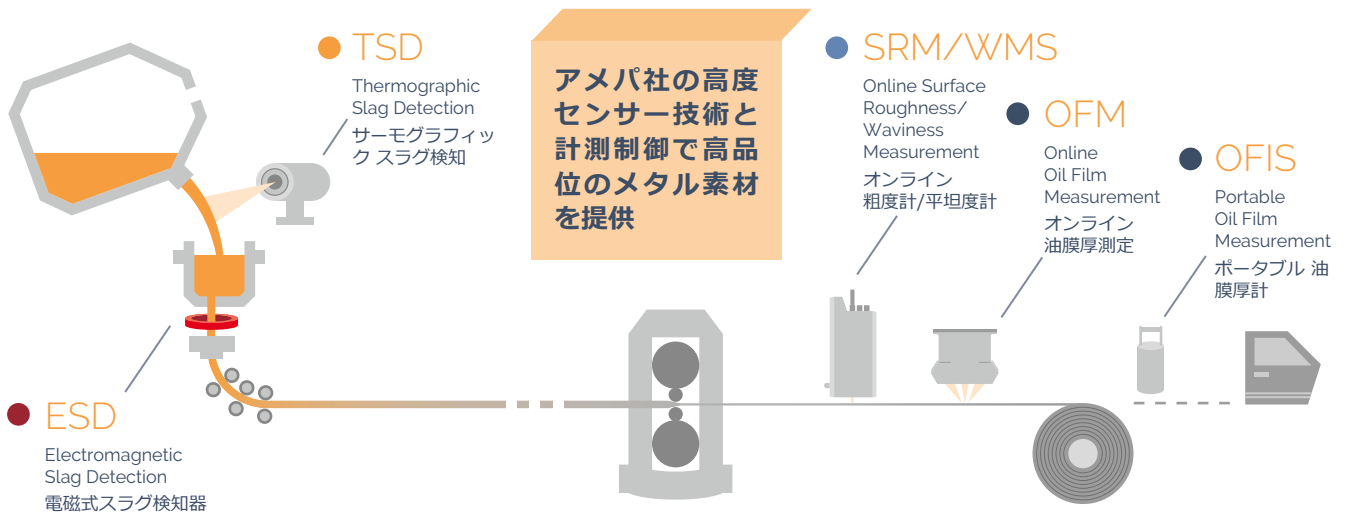 TSD
Thermographic
Slag Detection
サーモグラフィッ
ク スラグ検知
アメパ社の高度
センサー技術と
計測制御で高品
位のメタル素材
を提供
SRM/WMS
Online Surface
Roughness/
Waviness
Measurement
オンライン
粗度計/平坦度計
OFM
Online
Oil Film
Measurement
オンライン
油膜厚測定
OFIS
Portable
Oil Film
Measurement
ポータブル 油
膜厚計
ESD
Electromagnetic
Slag Detection
電磁式スラグ検知器